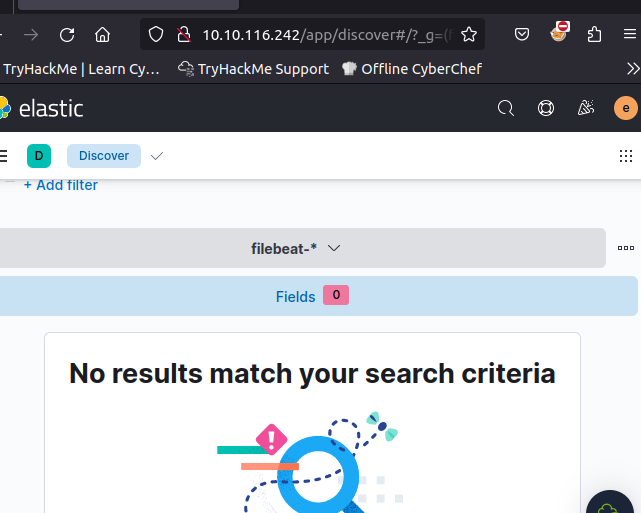 10.10.116.242/app/discover#/?_g=(f
TryHackMe | Learn Cy… TryHackMe Support Offline CyberChef
elastic e
D Discover
+ Add filter
filebeat-*
Fields 0
No results match your search criteria